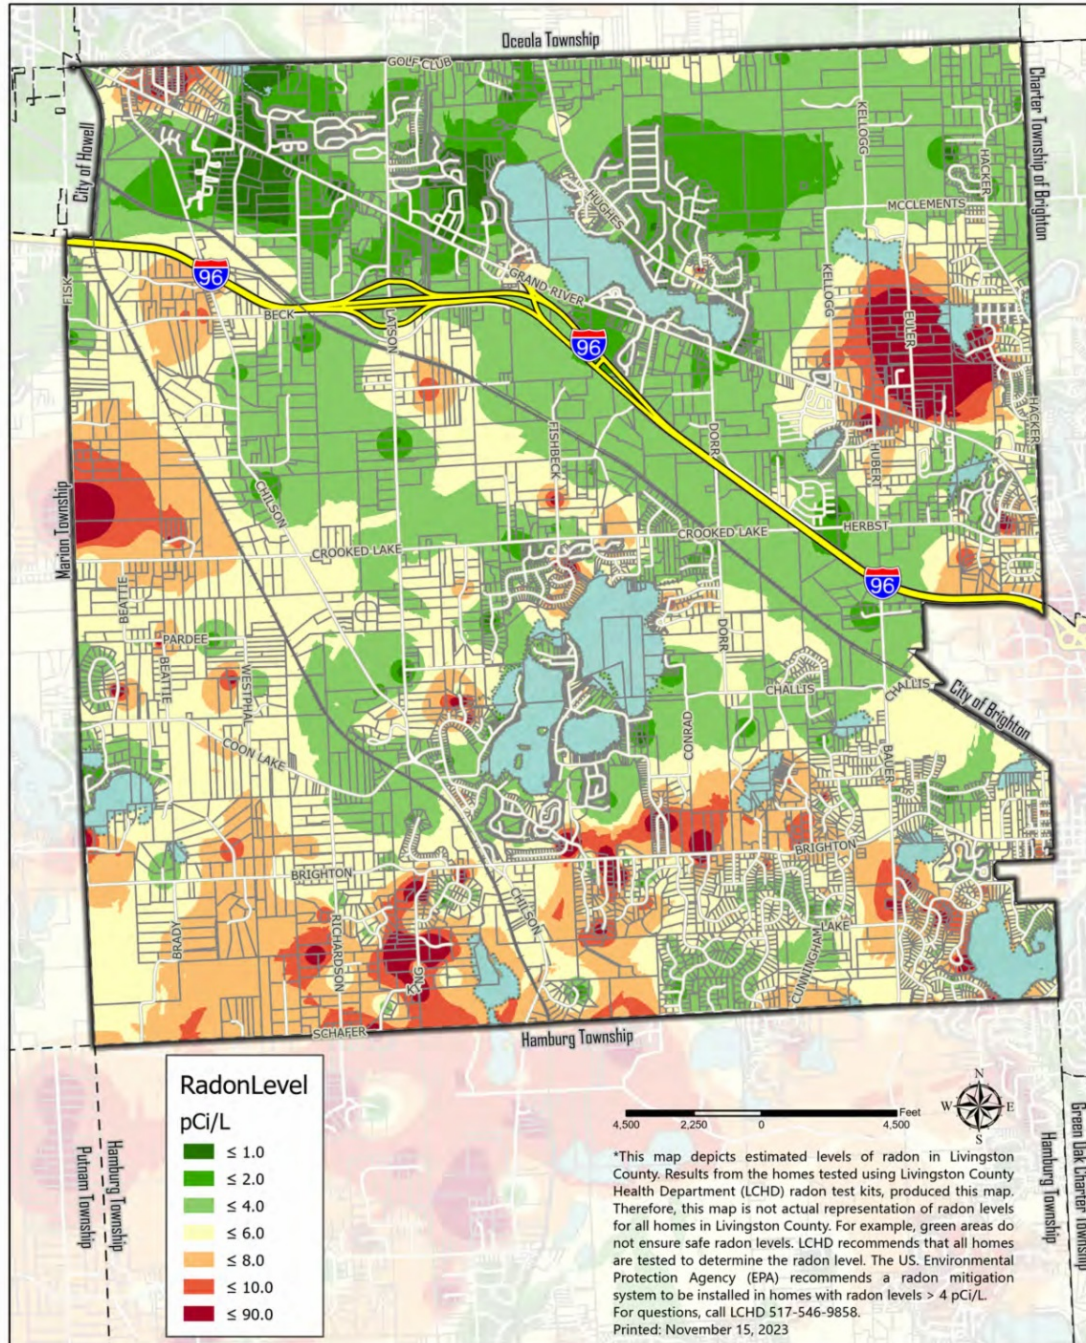 Oceola Township
GOLF CLUB
City of Howell
Charter Township of Brighton
KELLOGG
HACKER
HUGHES
MCCLEMENTS
FISK
96
GRAND RIVER
KELLOGG
BECK
LATSON
96
EULER
HACKER
DORR
FISHBECK
HUBERT
CHILSON
Marion Township
CROOKED LAKE
CROOKED LAKE
HERBST
96
BEATTIE
PARDEE
BEATTIE
WESTPHAL
DORR
CHALLIS
CHALLIS
City of Brighton
CONRAD
COON LAKE
BAUER
BRIGHTON
BRIGHTON
CHILSON
BRADY
RICHARDSON
LAKE
CUNNINGHAM
KING
SCHAFER
Hamburg Township
RadonLevel
pCi/L
≤ 1.0
≤ 2.0
≤ 4.0
≤ 6.0
≤ 8.0
≤ 10.0
≤ 90.0
Putnam Township
Hamburg Township
N
W E
S
Feet
4,500 2,250 0 4,500
*This map depicts estimated levels of radon in Livingston
County. Results from the homes tested using Livingston County
Health Department (LCHD) radon test kits, produced this map.
Therefore, this map is not actual representation of radon levels
for all homes in Livingston County. For example, green areas do
not ensure safe radon levels. LCHD recommends that all homes
are tested to determine the radon level. The US. Environmental
Protection Agency (EPA) recommends a radon mitigation
system to be installed in homes with radon levels > 4 pCi/L.
For questions, call LCHD 517-546-9858.
Printed: November 15, 2023
Hamburg Township
Green Oak Charter Township